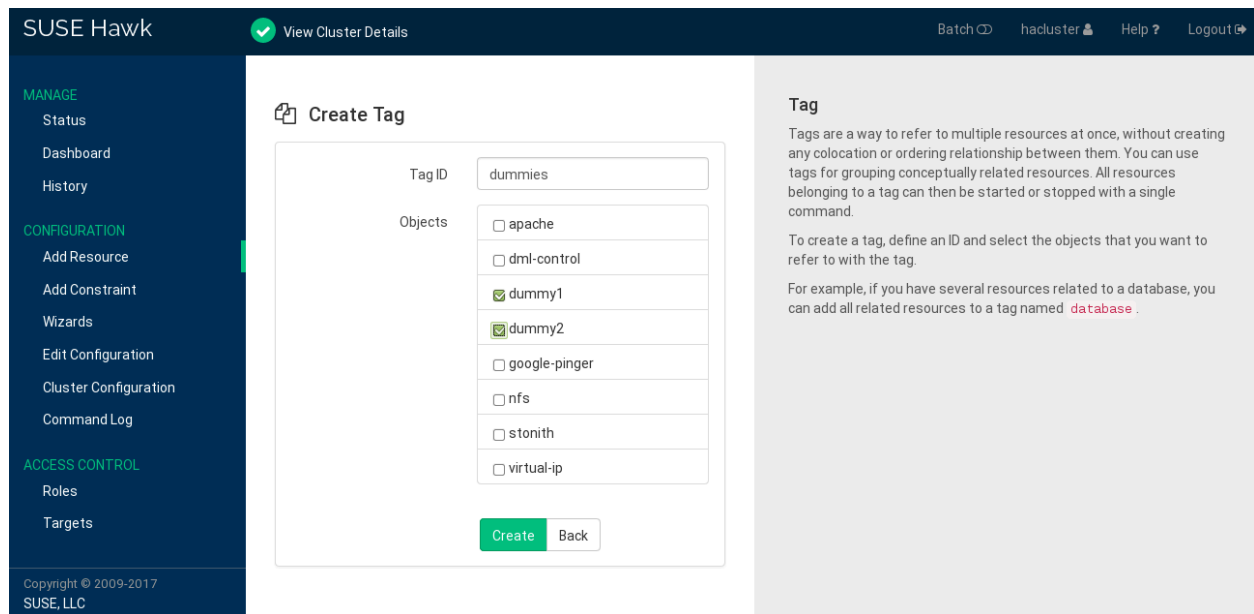 SUSE Hawk
View Cluster Details
Batch
hacluster
Help ?
Logout
MANAGE
Status
Dashboard
History
CONFIGURATION
Add Resource
Add Constraint
Wizards
Edit Configuration
Cluster Configuration
Command Log
ACCESS CONTROL
Roles
Targets
Copyright © 2009-2017
SUSE, LLC
Create Tag
Tag ID
dummies
Objects
apache
dml-control
dummy1
dummy2
google-pinger
nfs
stonith
virtual-ip
Create
Back
Tag
Tags are a way to refer to multiple resources at once, without creating
any colocation or ordering relationship between them. You can use
tags for grouping conceptually related resources. All resources
belonging to a tag can then be started or stopped with a single
command.
To create a tag, define an ID and select the objects that you want to
refer to with the tag.
For example, if you have several resources related to a database, you
can add all related resources to a tag named database .